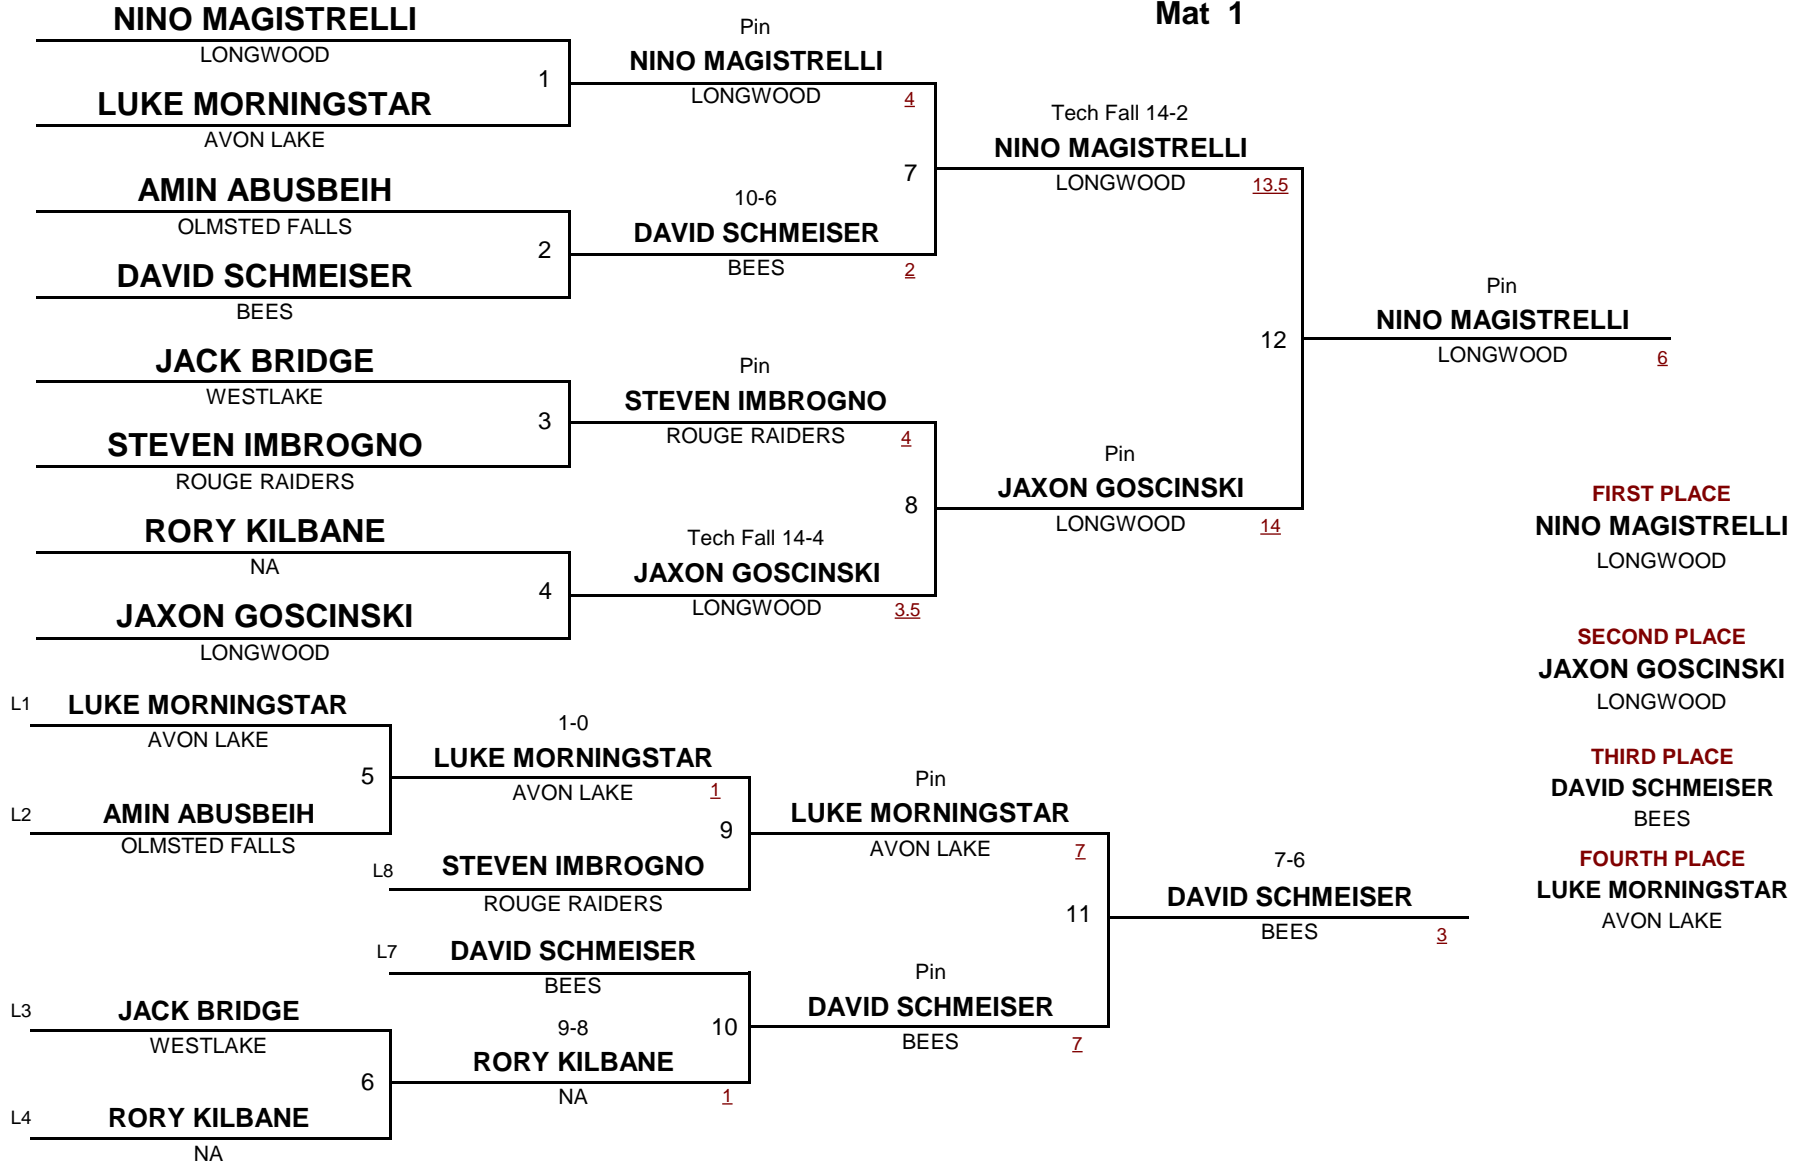 Mat 1
NINO MAGISTRELLI
LONGWOOD
1
LUKE MORNINGSTAR
AVON LAKE
Pin
NINO MAGISTRELLI
LONGWOOD 4
AMIN ABUSBEIH
OLMSTED FALLS
2
DAVID SCHMEISER
BEES
10-6
DAVID SCHMEISER
BEES 2
7
Tech Fall 14-2
NINO MAGISTRELLI
LONGWOOD 13.5
JACK BRIDGE
WESTLAKE
3
STEVEN IMBROGNO
ROUGE RAIDERS
Pin
STEVEN IMBROGNO
ROUGE RAIDERS 4
RORY KILBANE
NA
4
JAXON GOSCINSKI
LONGWOOD
Tech Fall 14-4
JAXON GOSCINSKI
LONGWOOD 3.5
8
Pin
JAXON GOSCINSKI
LONGWOOD 14
12
Pin
NINO MAGISTRELLI
LONGWOOD 6
L1 LUKE MORNINGSTAR
AVON LAKE
5
L2 AMIN ABUSBEIH
OLMSTED FALLS
1-0
LUKE MORNINGSTAR
AVON LAKE 1
9
L8 STEVEN IMBROGNO
ROUGE RAIDERS
Pin
LUKE MORNINGSTAR
AVON LAKE 7
L7 DAVID SCHMEISER
BEES
L3 JACK BRIDGE
WESTLAKE
6
L4 RORY KILBANE
NA
9-8
RORY KILBANE
NA 1
10
Pin
DAVID SCHMEISER
BEES 7
11
7-6
DAVID SCHMEISER
BEES 3
FIRST PLACE
NINO MAGISTRELLI
LONGWOOD
SECOND PLACE
JAXON GOSCINSKI
LONGWOOD
THIRD PLACE
DAVID SCHMEISER
BEES
FOURTH PLACE
LUKE MORNINGSTAR
AVON LAKE